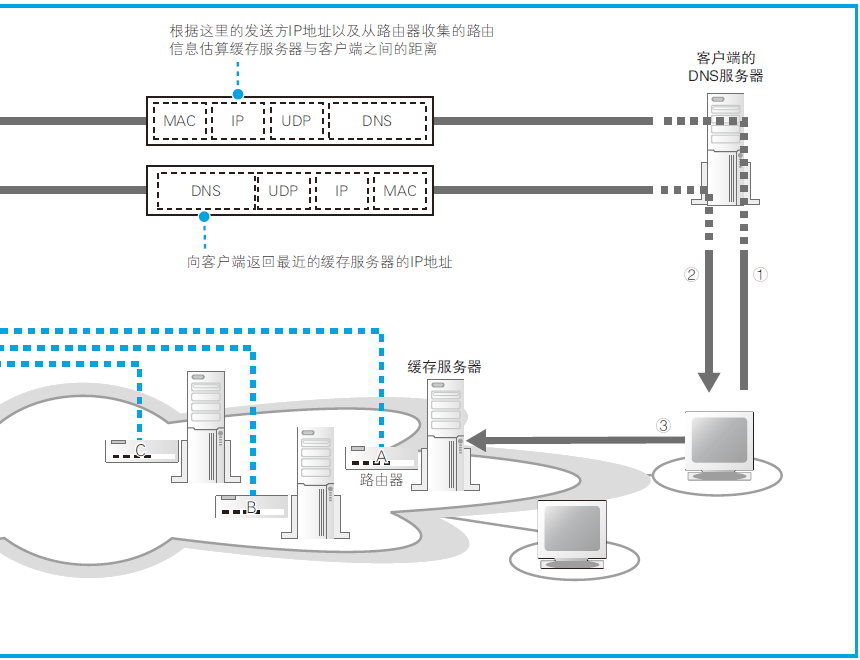 根据这里的发送方IP地址以及从路由器收集的路由
信息估算缓存服务器与客户端之间的距离
客户端的
DNS服务器
MAC IP UDP DNS
DNS UDP IP MAC
向客户端返回最近的缓存服务器的IP地址
② ①
缓存服务器
③
C
A
路由器
B